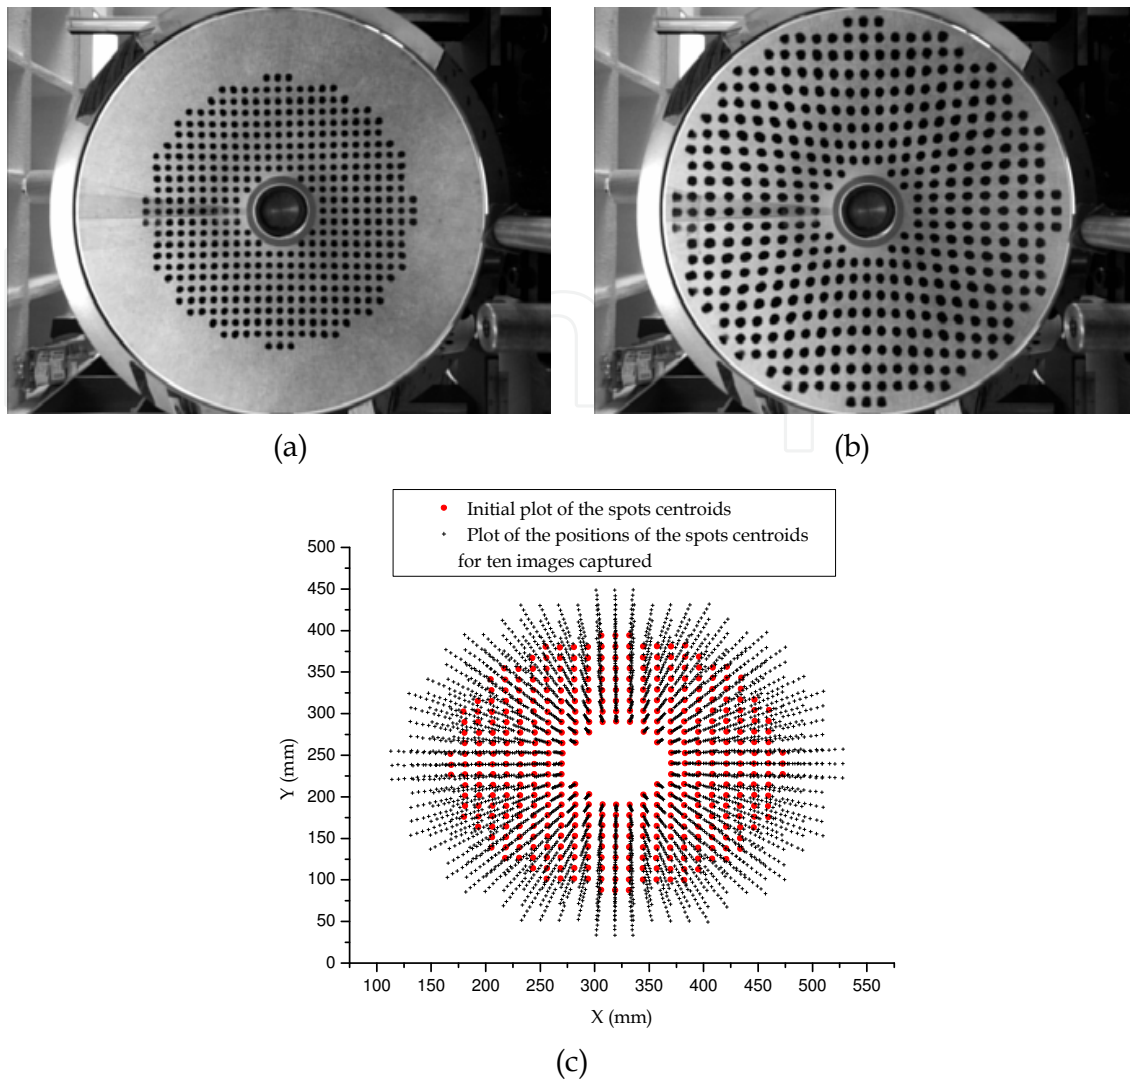 (a)
(b)
Initial plot of the spots centroids
Plot of the positions of the spots centroids
for ten images captured
500
450
400
350
300
250
200
150
100
50
0
Y (mm)
100 150 200 250 300 350 400 450 500 550
X (mm)
(c)